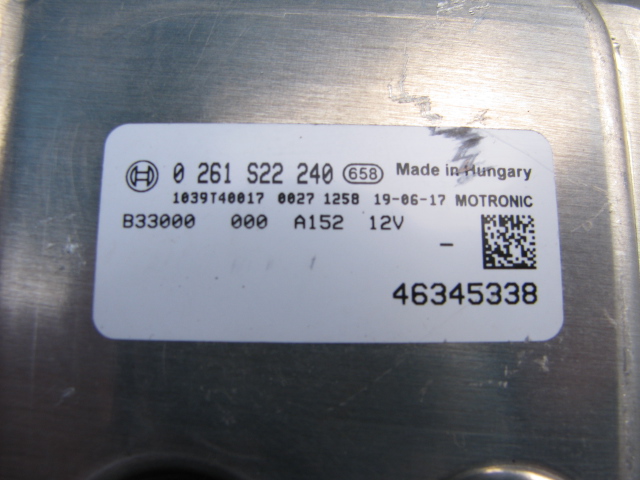 0 261 S22 240 658 Made in Hungary
1039T40017 0027 1258 19-06-17 MOTRONIC
B33000 000 A152 12V
-
46345338